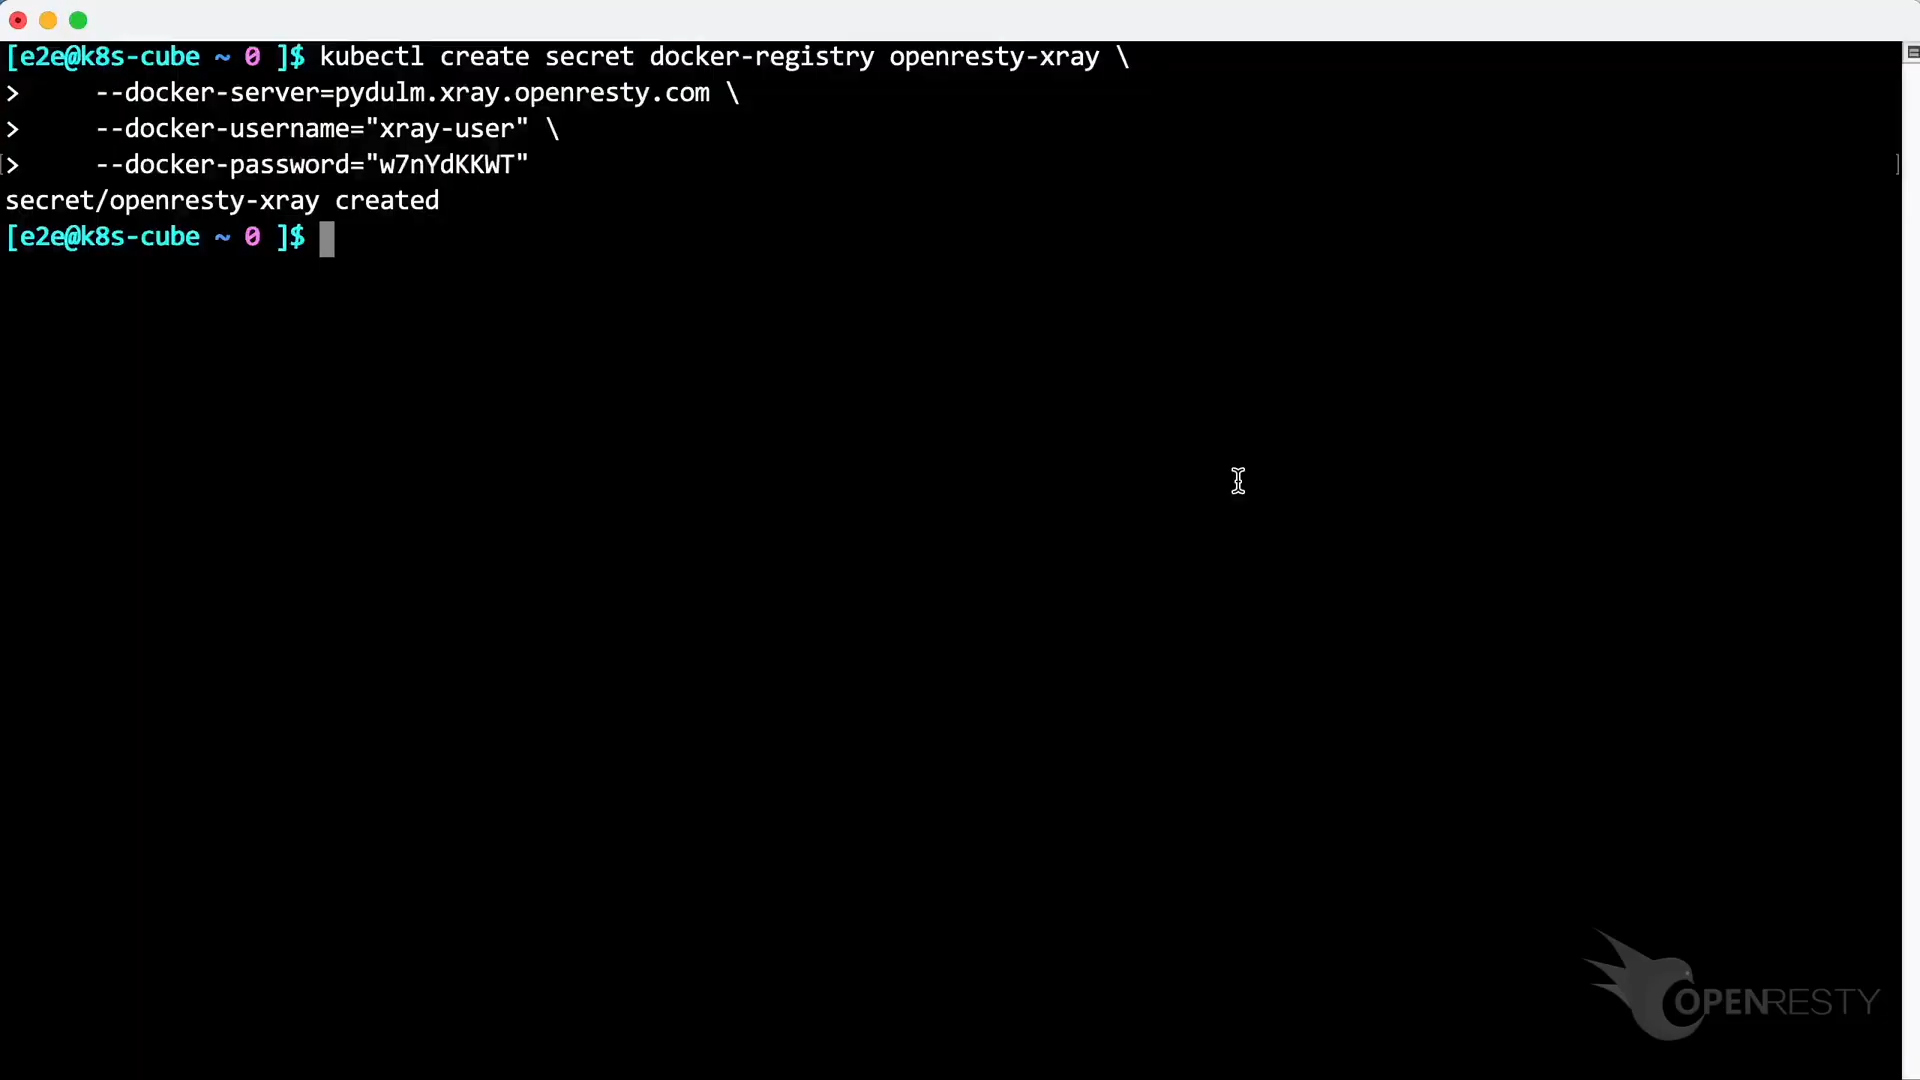 [e2e@k8s-cube ~ 0 ]$ kubectl create secret docker-registry openresty-xray \
>     --docker-server=pydulm.xray.openresty.com \
>     --docker-username="xray-user" \
>     --docker-password="w7nYdKKWT"
secret/openresty-xray created
[e2e@k8s-cube ~ 0 ]$
OPENRESTY